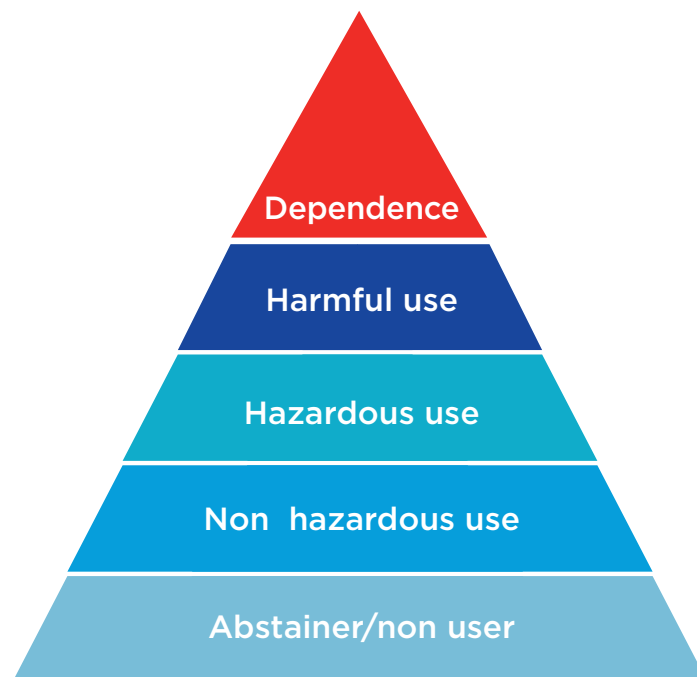 Dependence
Harmful use
Hazardous use
Non hazardous use
Abstainer/non user